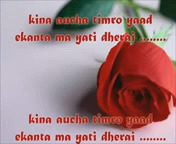 kina aucha timro yaad
ekanta ma yati dherai ........
kina aucha timro yaad
ekanta ma yati dherai ........